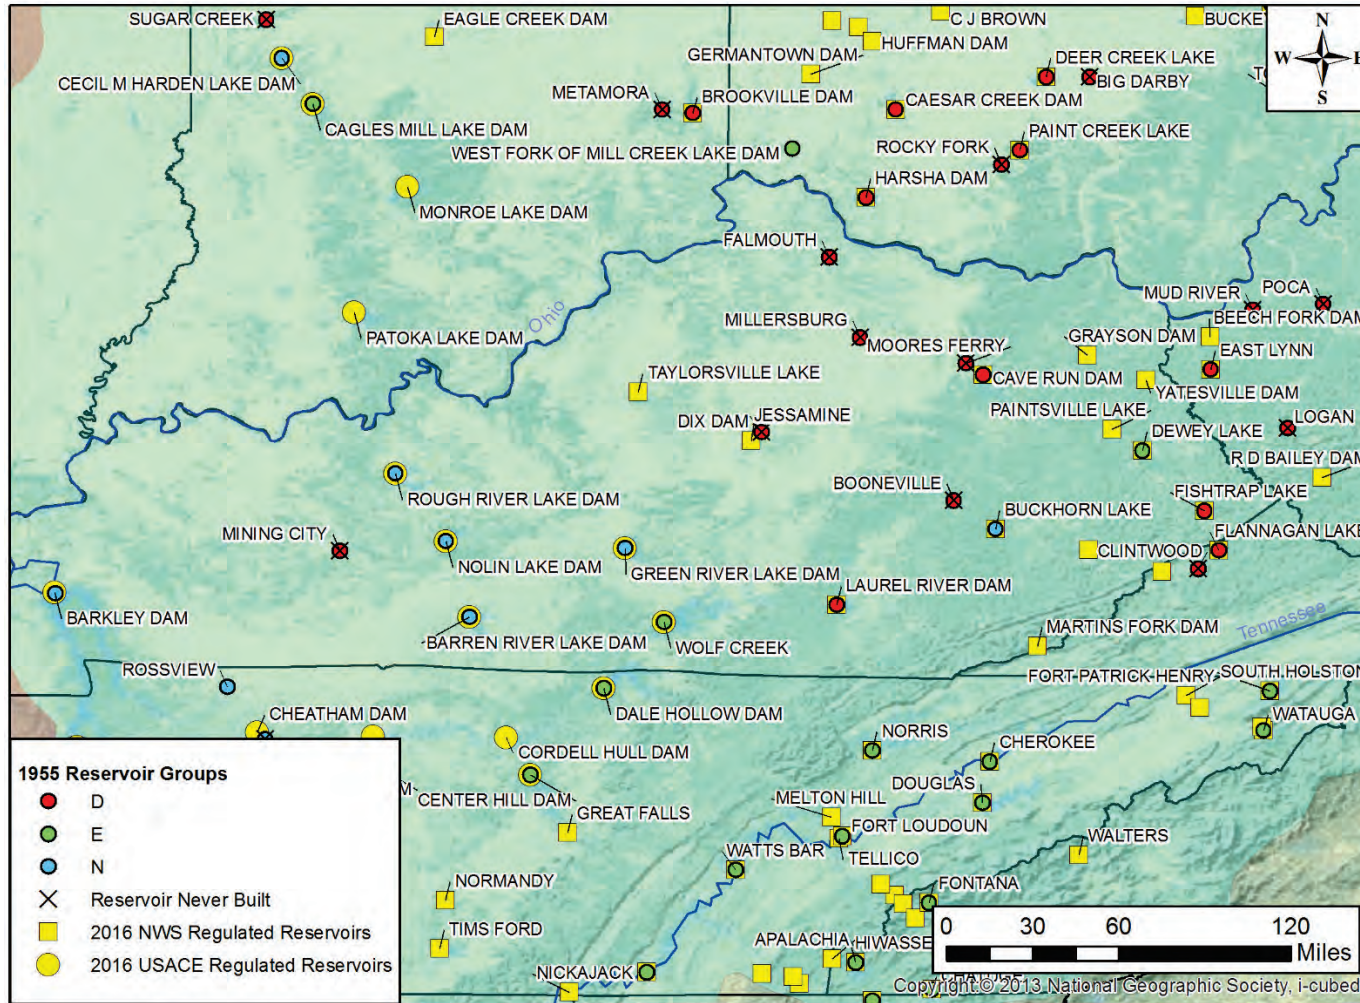 SUGAR CREEK
EAGLE CREEK DAM
C J BROWN
BUCKE
N
W
E
S
CECIL M HARDEN LAKE DAM
GERMANTOWN DAM
HUFFMAN DAM
DEER CREEK LAKE
BIG DARBY
TO
CAGLES MILL LAKE DAM
METAMORA
BROOKVILLE DAM
CAESAR CREEK DAM
PAINT CREEK LAKE
WEST FORK OF MILL CREEK LAKE DAM
ROCKY FORK
HARSHA DAM
MONROE LAKE DAM
FALMOUTH
Ohio
PATOKA LAKE DAM
MUD RIVER
POCA
BEECH FORK DAM
MILLERSBURG
MOORES FERRY
GRAYSON DAM
EAST LYNN
TAYLORSVILLE LAKE
CAVE RUN DAM
YATESVILLE DAM
DIX DAM
JESSAMINE
PAINTSVILLE LAKE
DEWEY LAKE
LOGAN
R D BAILEY DAM
BOONEVILLE
BUCKHORN LAKE
FISHTRAP LAKE
ROUGH RIVER LAKE DAM
MINING CITY
NOLIN LAKE DAM
GREEN RIVER LAKE DAM
CLINTWOOD
FLANNAGAN LAKE
BARKLEY DAM
LAUREL RIVER DAM
BARREN RIVER LAKE DAM
WOLF CREEK
MARTINS FORK DAM
Tennessee
ROSSVIEW
FORT PATRICK HENRY
SOUTH HOLSTON
CHEATHAM DAM
DALE HOLLOW DAM
WATAUGA
CORDELL HULL DAM
NORRIS
CHEROKEE
M
CENTER HILL DAM
GREAT FALLS
DOUGLAS
MELTON HILL
FORT LOUDOUN
TELLICO
WALTERS
WATTS BAR
NORMANDY
FONTANA
TIMS FORD
APALACHIA
HIWASSE
NICKAJACK
CHATUGE
1955 Reservoir Groups
D
E
N
Reservoir Never Built
2016 NWS Regulated Reservoirs
2016 USACE Regulated Reservoirs
0 30 60 120
Miles
Copyright:© 2013 National Geographic Society, i-cubed